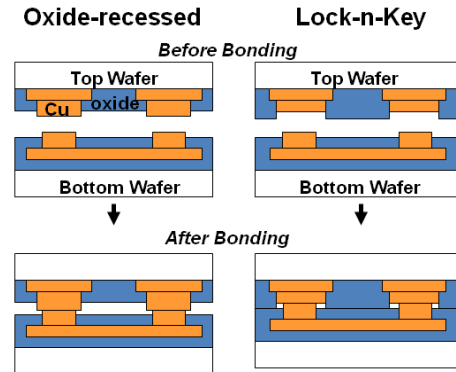 Oxide-recessed Lock-n-Key
Before Bonding
Top Wafer Top Wafer
Cu oxide
Bottom Wafer Bottom Wafer
After Bonding